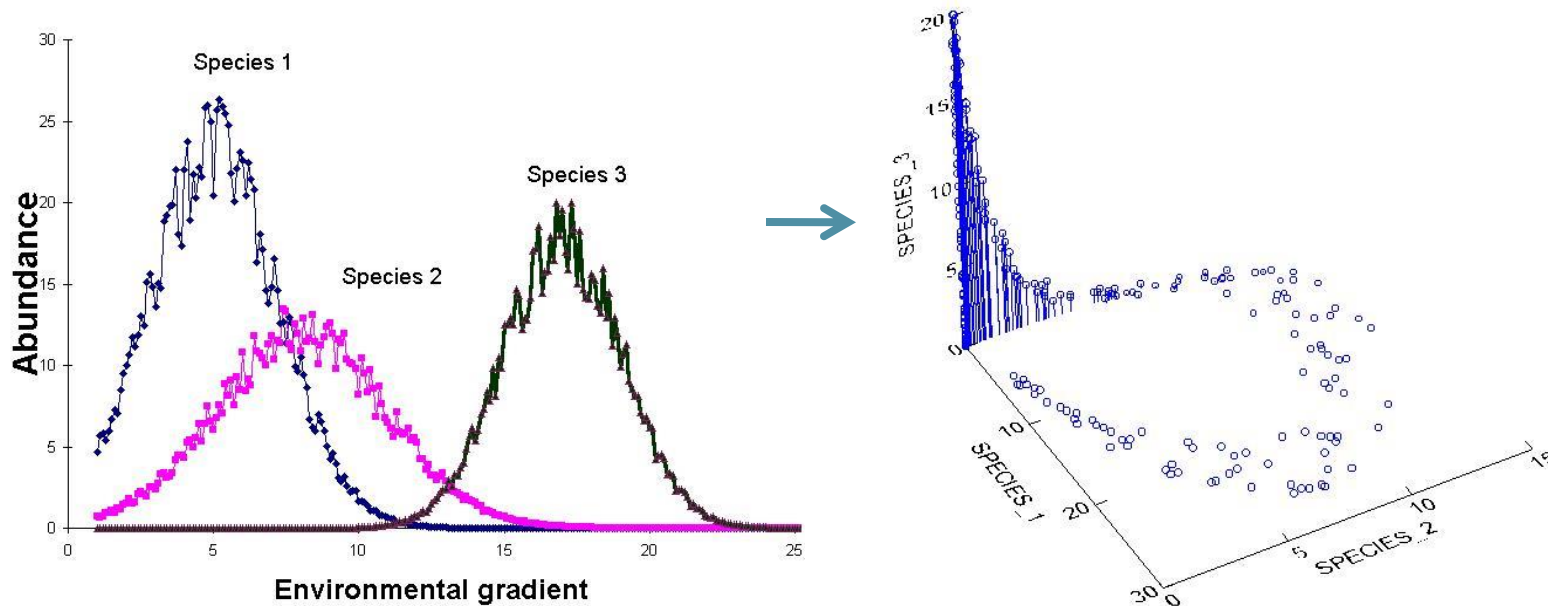 30
25
20
15
10
5
0
Abundance
Species 1
Species 2
Species 3
0 5 10 15 20 25
Environmental gradient
20
15
10
5
0
SPECIES_3
10
20
30
SPECIES_1
0
5
10
15
SPECIES_2